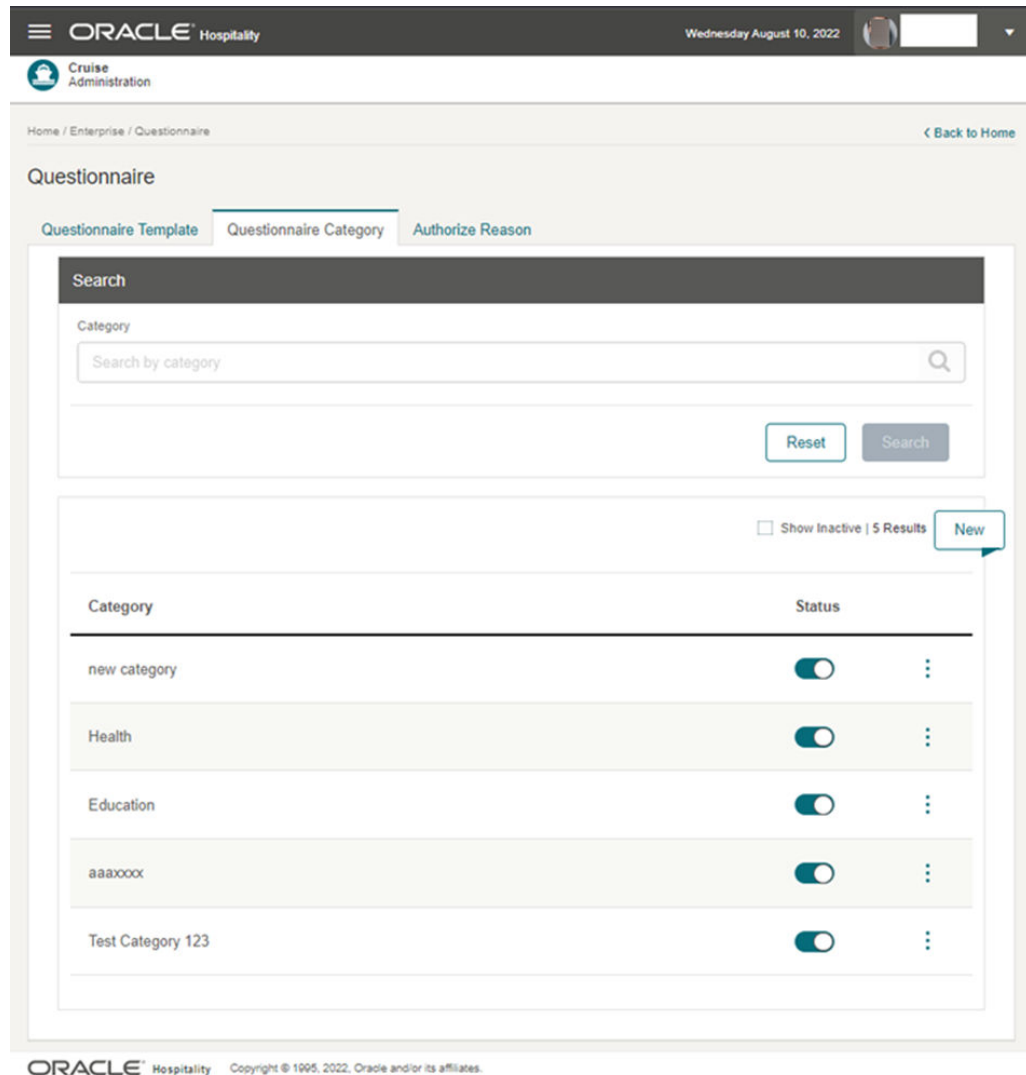 ORACLE Hospitality Wednesday August 10, 2022
Cruise
Administration
Home / Enterprise / Questionnaire Back to Home
Questionnaire
Questionnaire Template Questionnaire Category Authorize Reason
Search
Category
Search by category
Reset Search
Show Inactive | 5 Results New
Category Status
new category
Health
Education
aaaxxxx
Test Category 123
ORACLE Hospitality Copyright © 1995, 2022, Oracle and/or its affiliates.